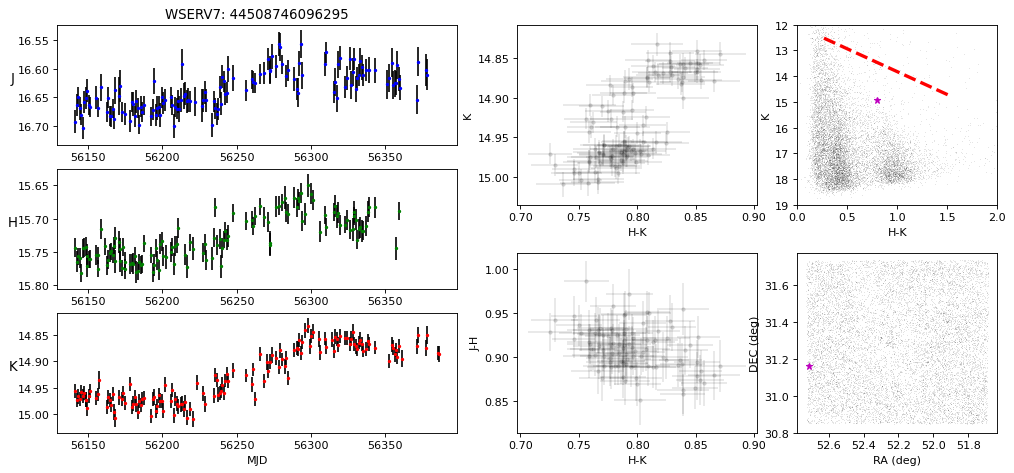 WSERV7: 44508746096295
J
16.55
16.60
16.65
16.70
56150 56200 56250 56300 56350
H
15.65
15.70
15.75
15.80
56150 56200 56250 56300 56350
K
14.85
14.90
14.95
15.00
56150 56200 56250 56300 56350
MJD
K
14.85
14.90
14.95
15.00
0.70 0.75 0.80 0.85 0.90
H-K
K
12
13
14
15
16
17
18
19
0.0 0.5 1.0 1.5 2.0
H-K
J-H
1.00
0.95
0.90
0.85
0.70 0.75 0.80 0.85 0.90
H-K
DEC (deg)
31.6
31.4
31.2
31.0
30.8
52.6 52.4 52.2 52.0 51.8
RA (deg)